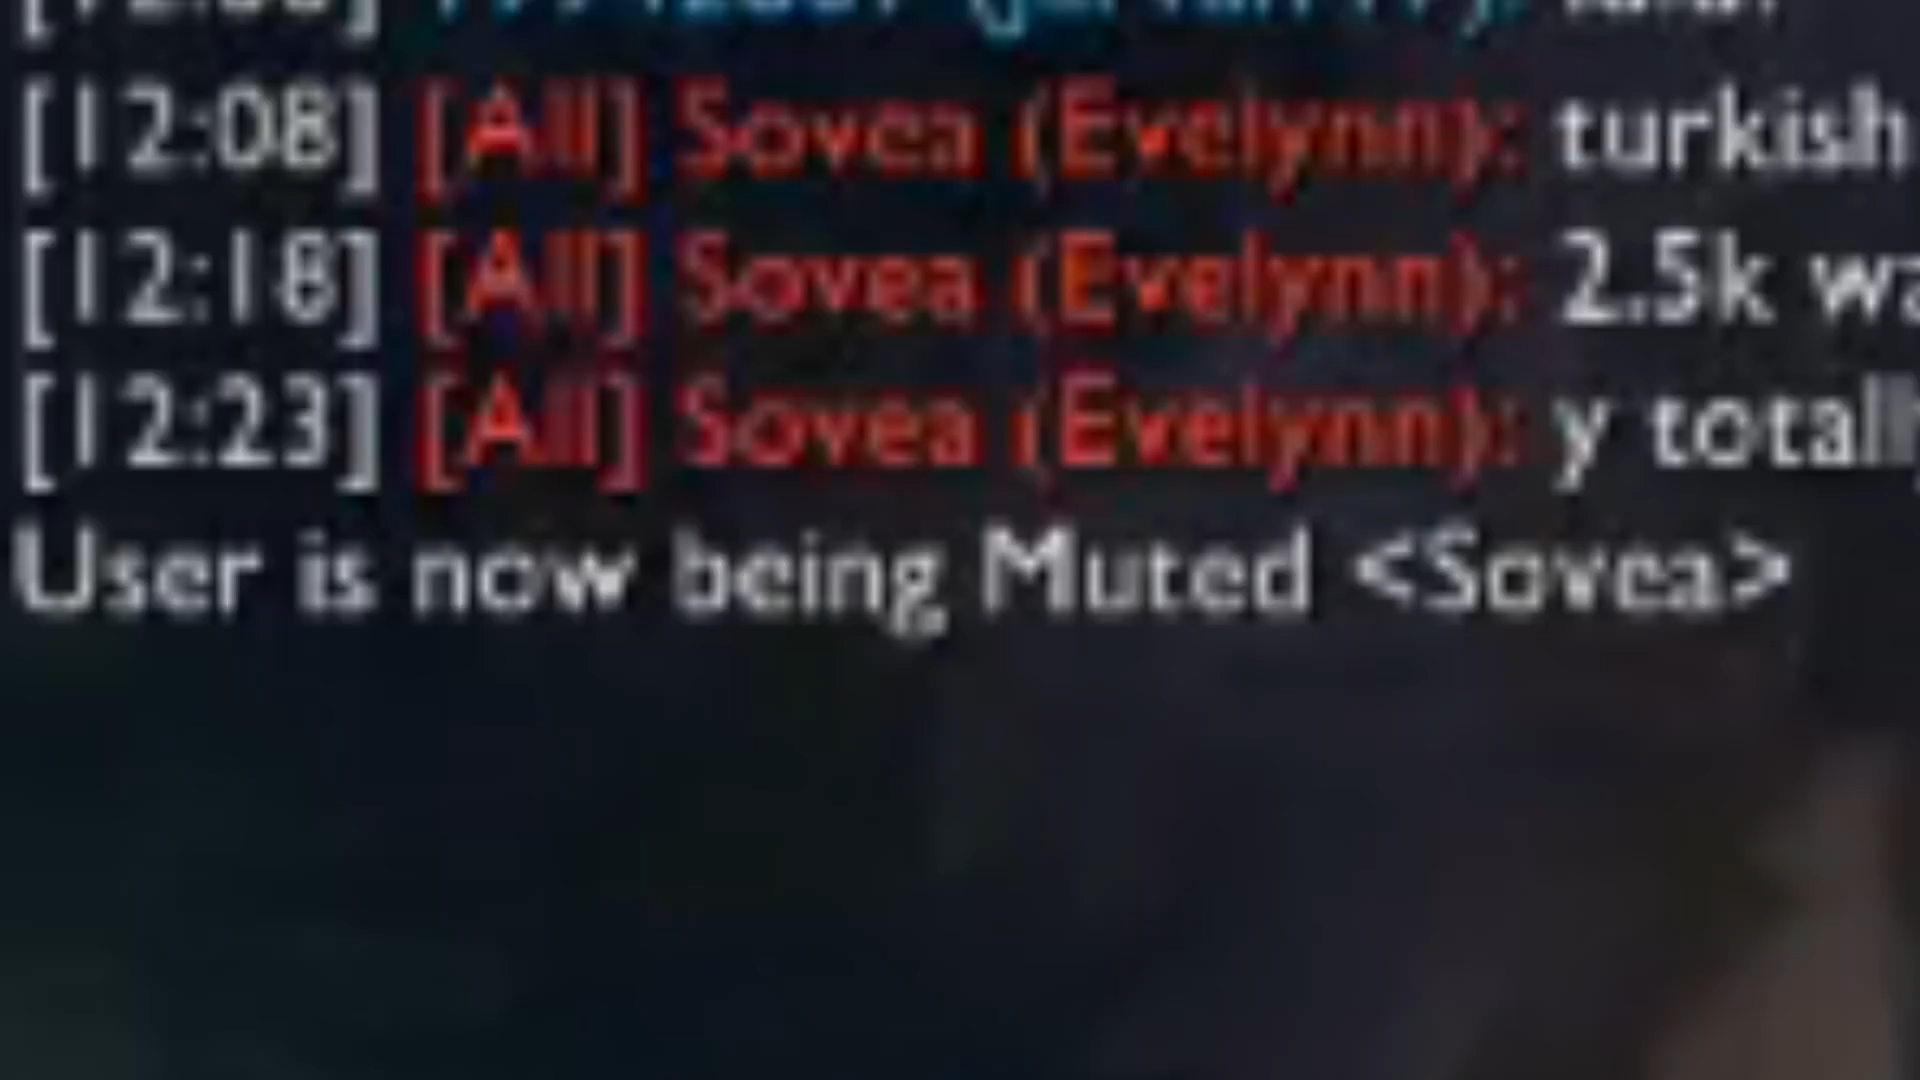 [12:08] [All] Sovea (Evelynn): turkish
[12:18] [All] Sovea (Evelynn): 2.5k
[12:23] [All] Sovea (Evelynn): y totally
User is now being Muted <Sovea>